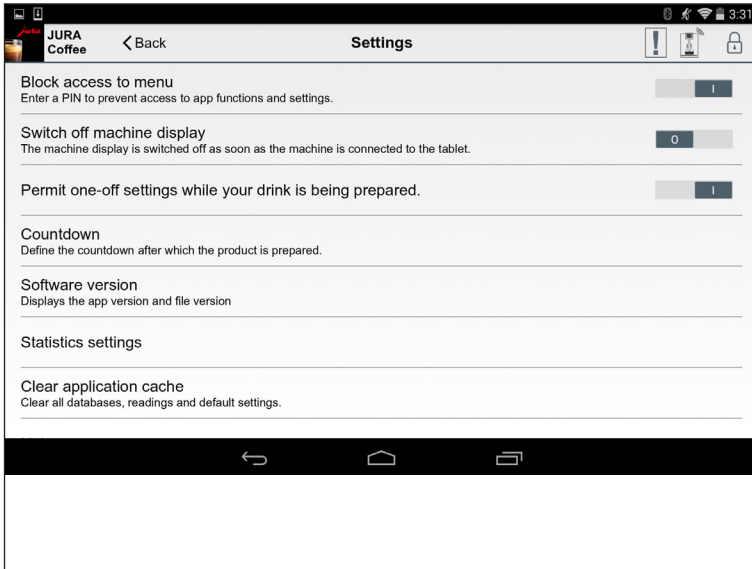 3:31
jura
JURA
Coffee
Back
Settings
Block access to menu
Enter a PIN to prevent access to app functions and settings.
I
Switch off machine display
The machine display is switched off as soon as the machine is connected to the tablet.
O
Permit one-off settings while your drink is being prepared.
I
Countdown
Define the countdown after which the product is prepared.
Software version
Displays the app version and file version
Statistics settings
Clear application cache
Clear all databases, readings and default settings.